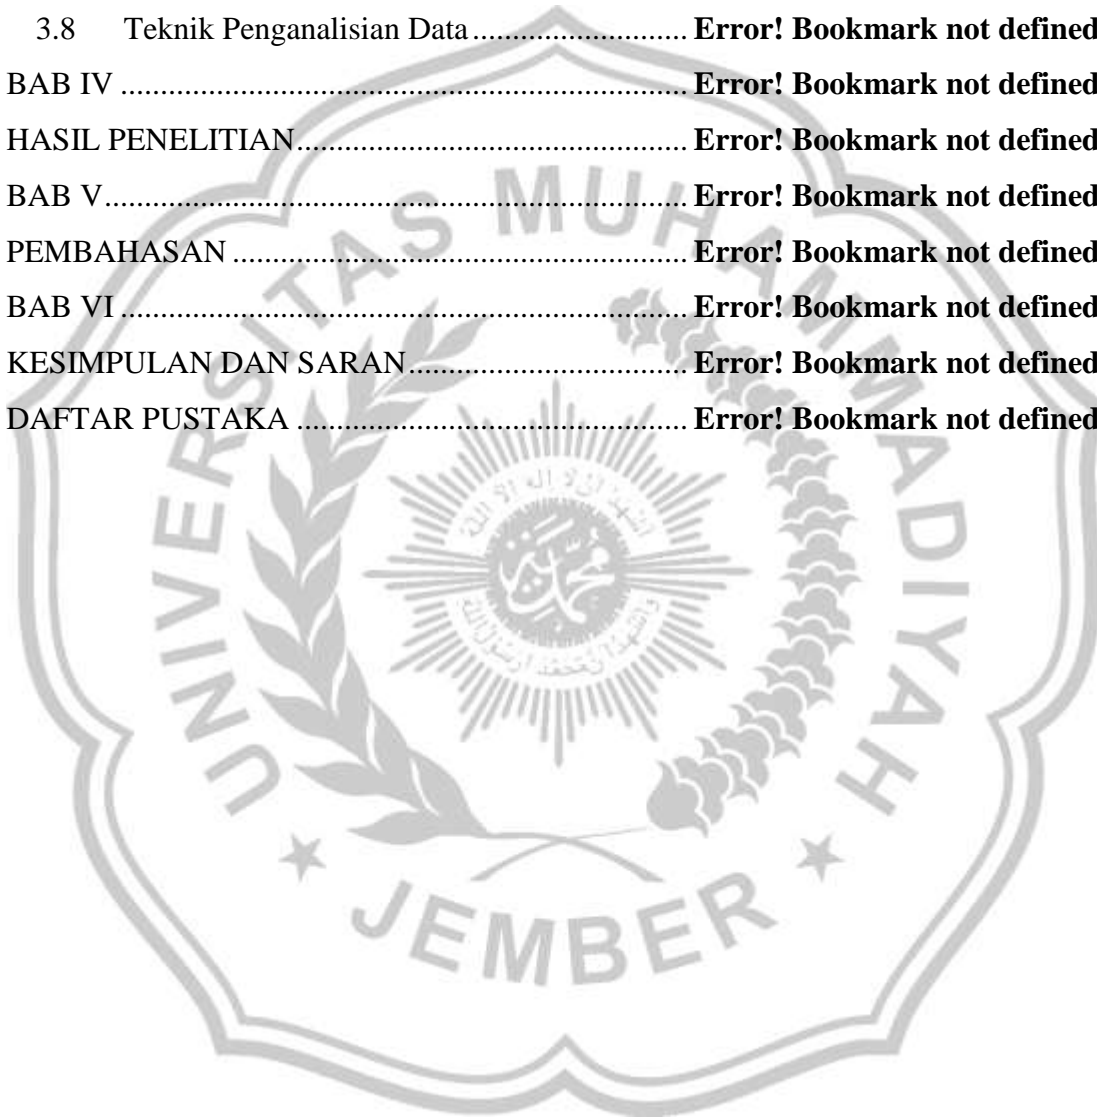 3.8 Teknik Penganalisian Data ........................... Error! Bookmark not defined
BAB IV ....................................................................... Error! Bookmark not defined
HASIL PENELITIAN................................................. Error! Bookmark not defined
BAB V......................................................................... Error! Bookmark not defined
PEMBAHASAN ......................................................... Error! Bookmark not defined
BAB VI ....................................................................... Error! Bookmark not defined
KESIMPULAN DAN SARAN................................... Error! Bookmark not defined
DAFTAR PUSTAKA ................................................. Error! Bookmark not defined
UNIVERSITAS MUHAMMADIYAH
JEMBER